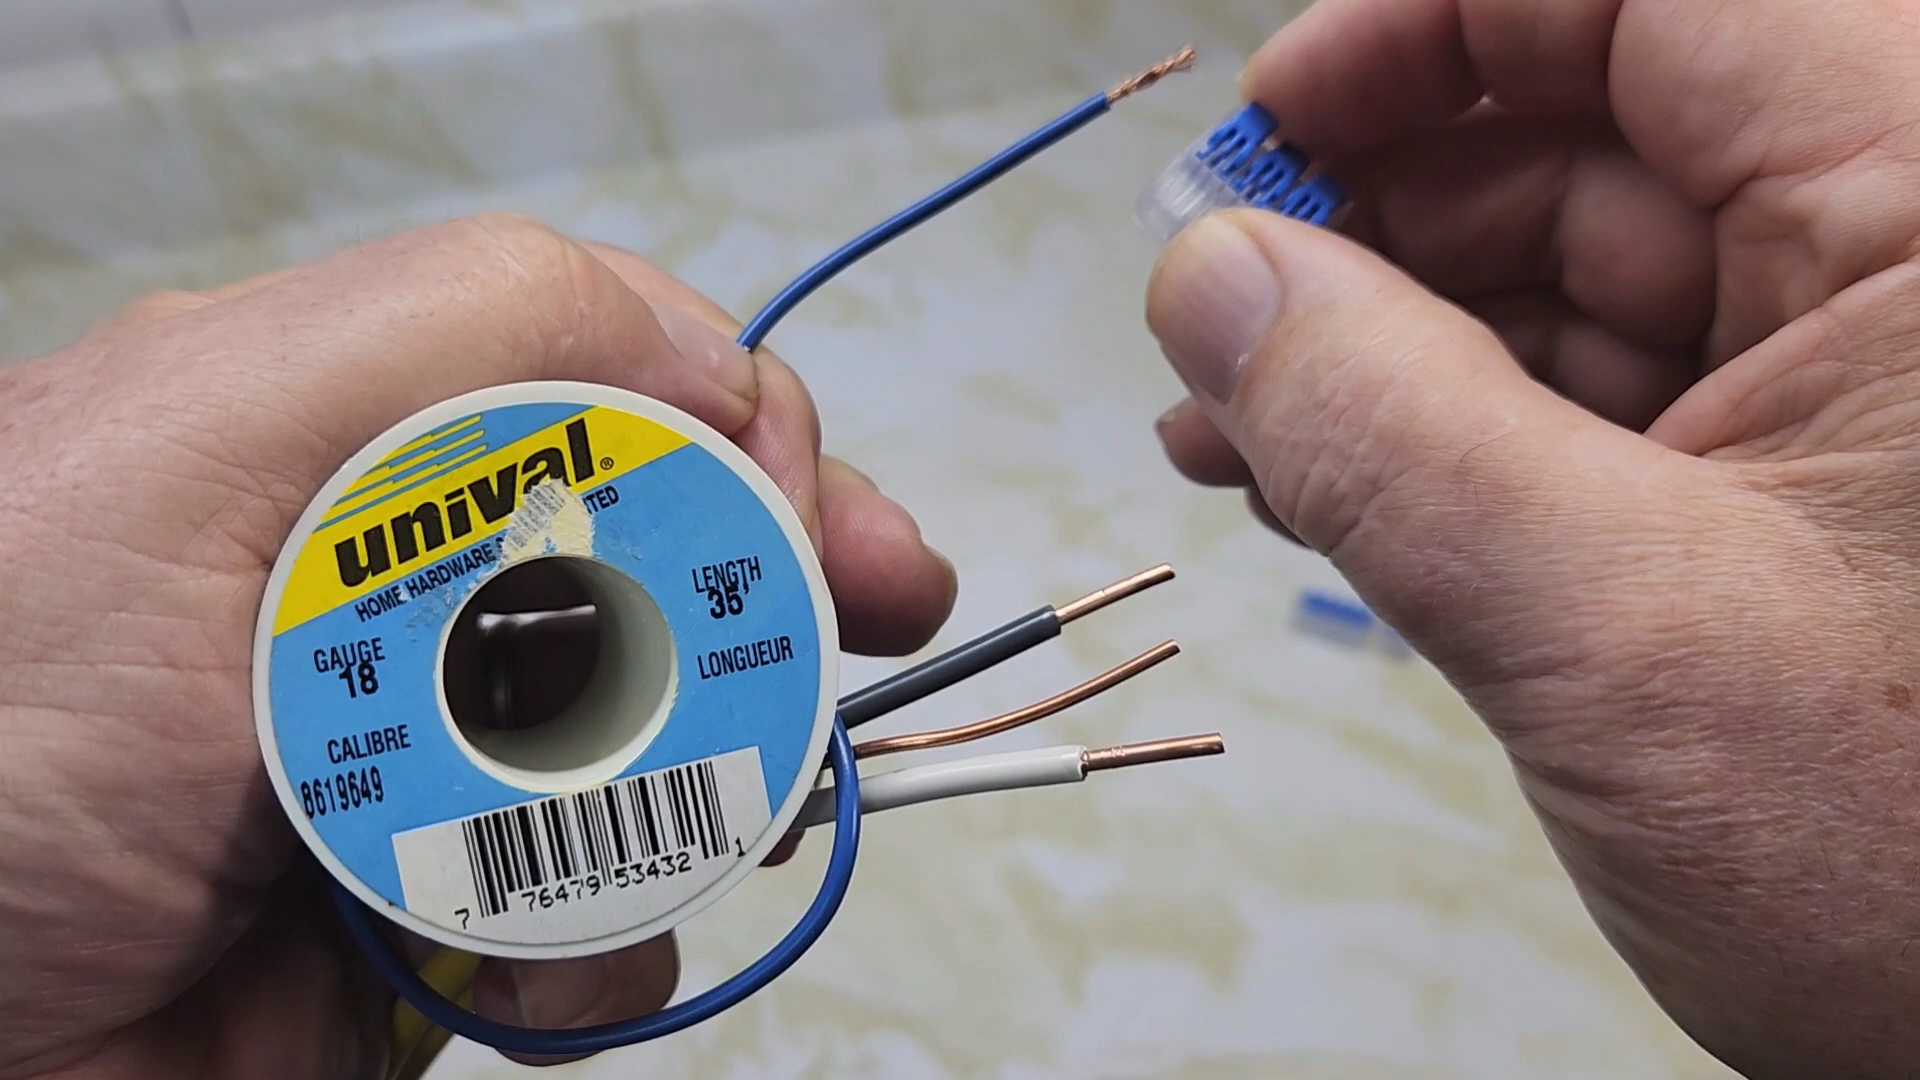 unival®
HOME HARDWARE
GAUGE
18
CALIBRE
8619649
LENGTH
35'
LONGUEUR
7 76479 53432 1